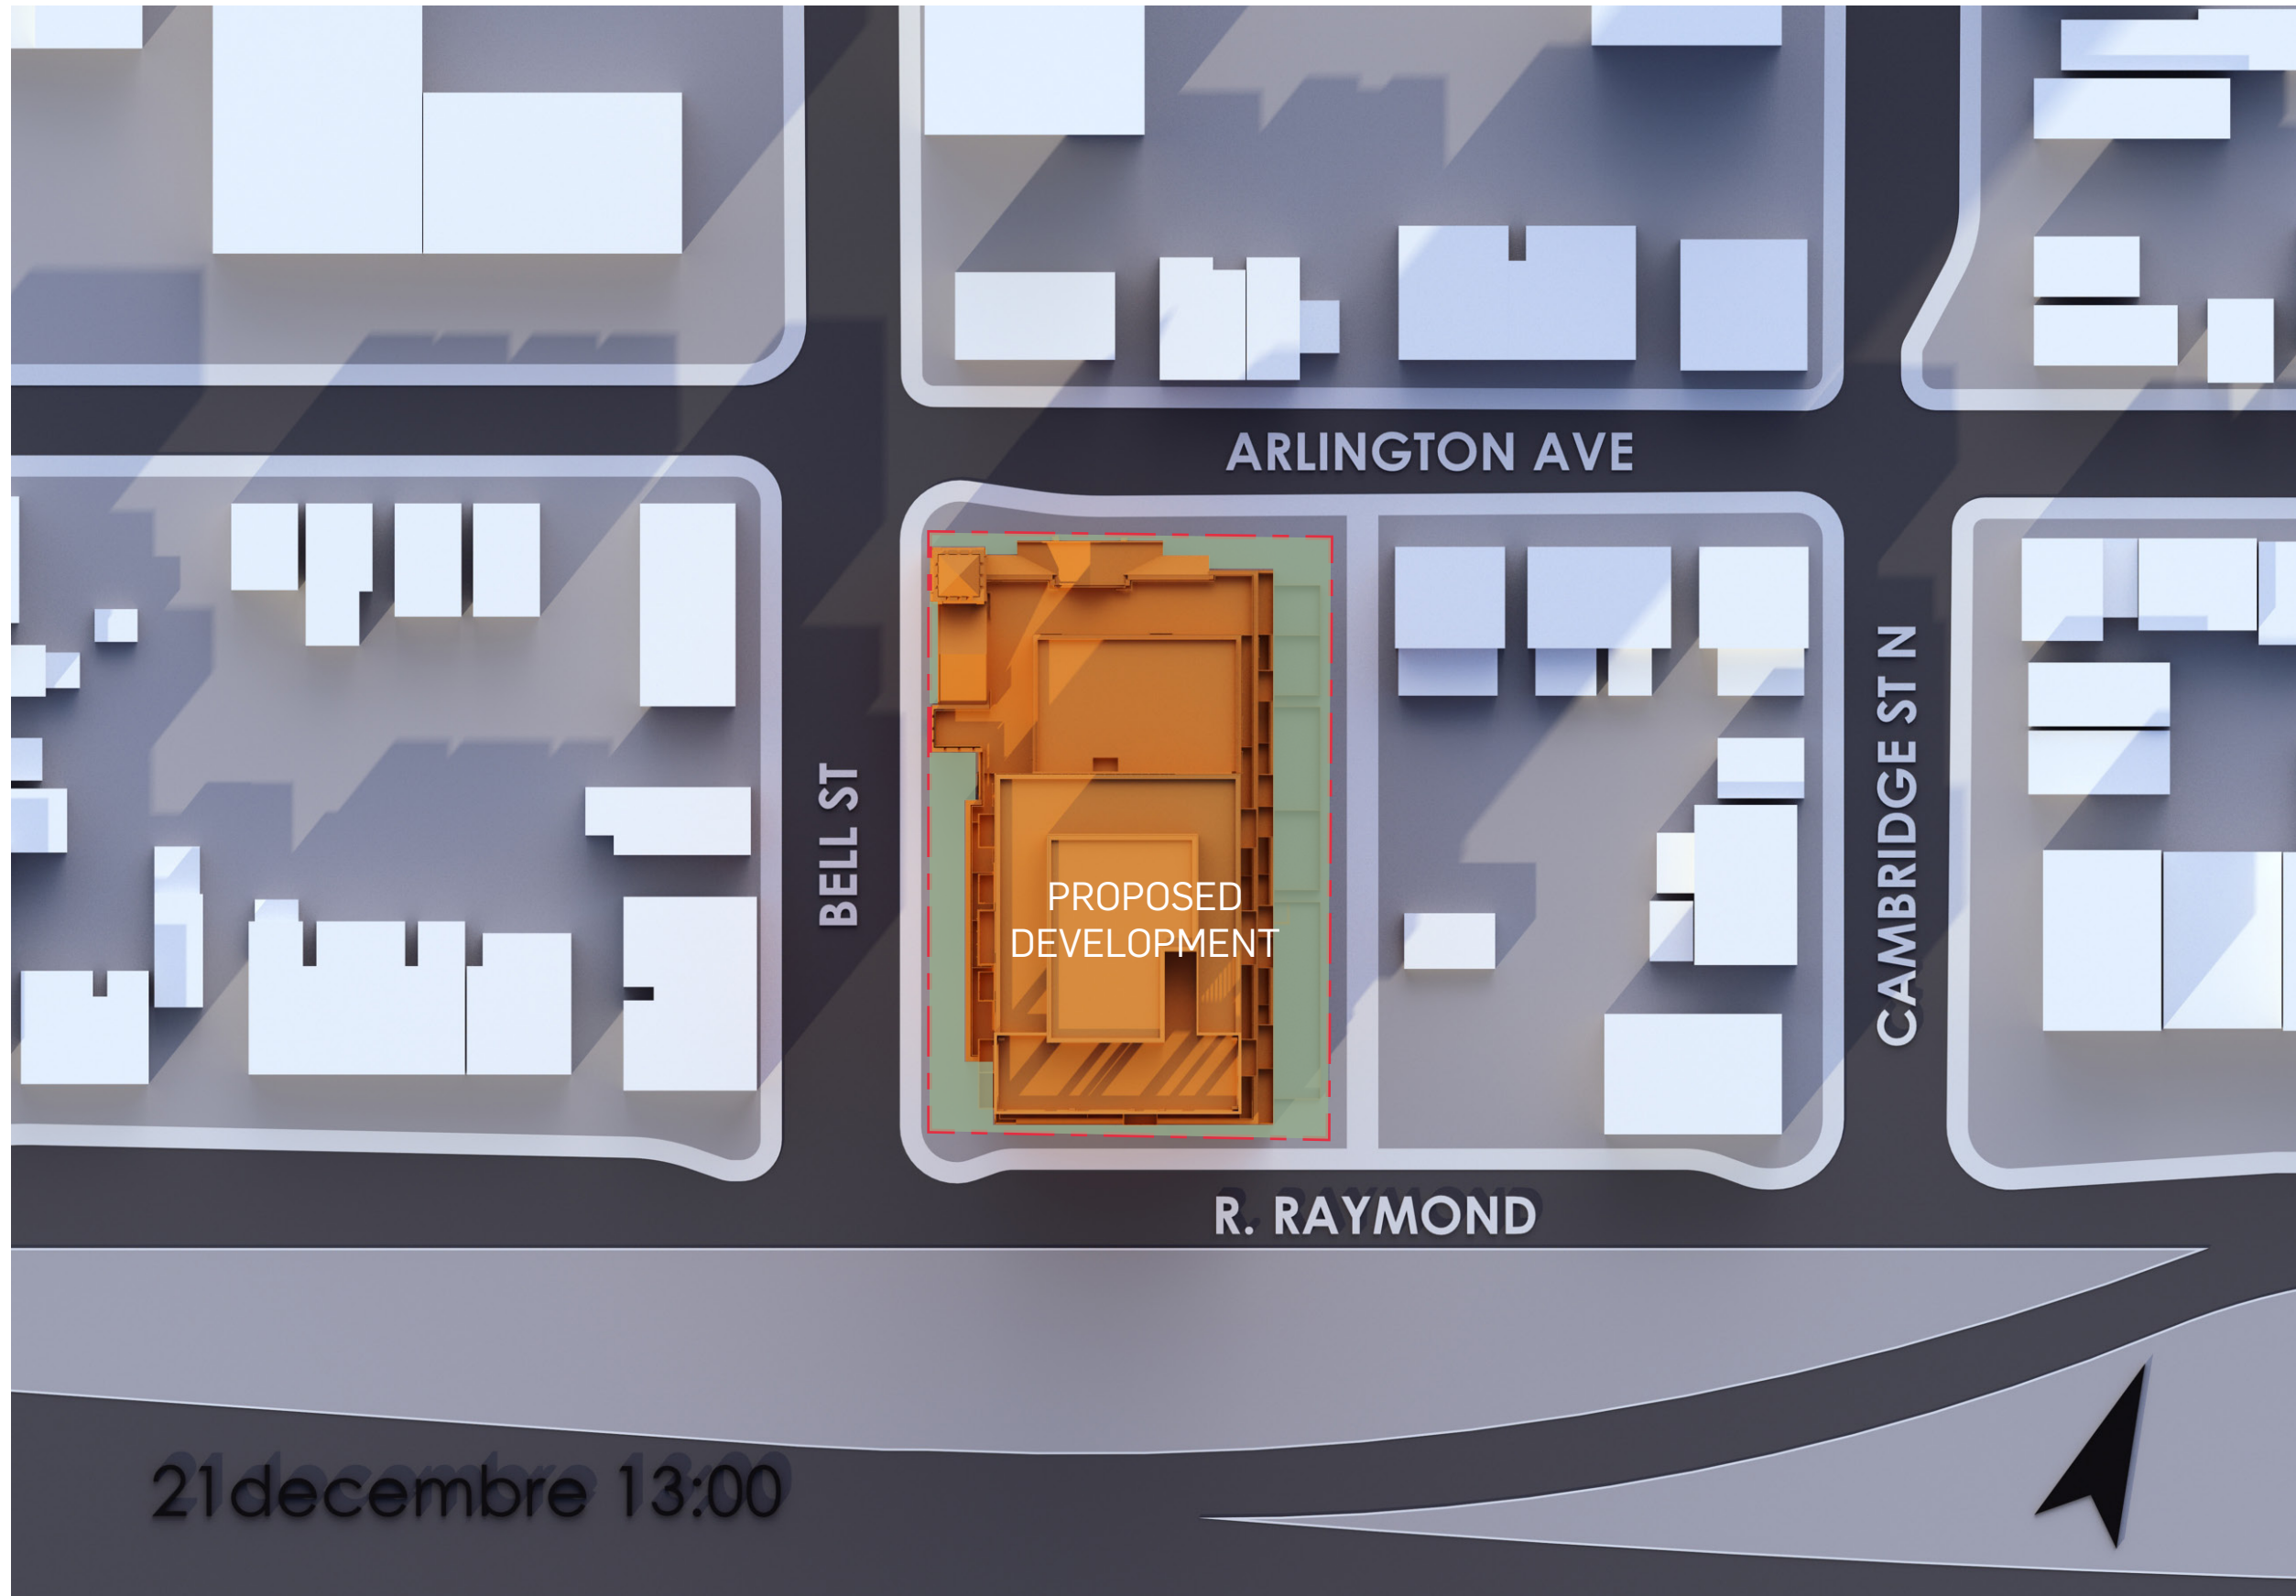 ARLINGTON AVE
BELL ST
CAMBRIDGE ST N
PROPOSED
DEVELOPMENT
R. RAYMOND
21decembre 13:00